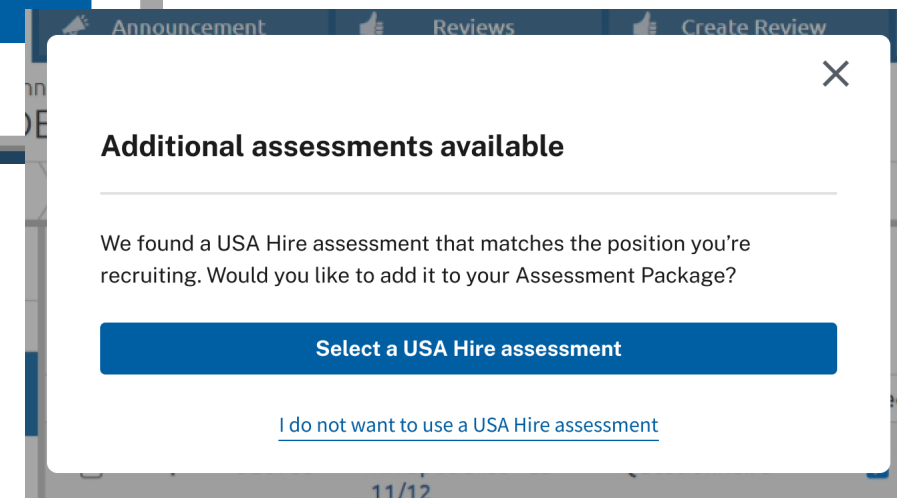 Announcement Reviews Create Review
Additional assessments available
We found a USA Hire assessment that matches the position you’re
recruiting. Would you like to add it to your Assessment Package?
Select a USA Hire assessment
I do not want to use a USA Hire assessment
11/12